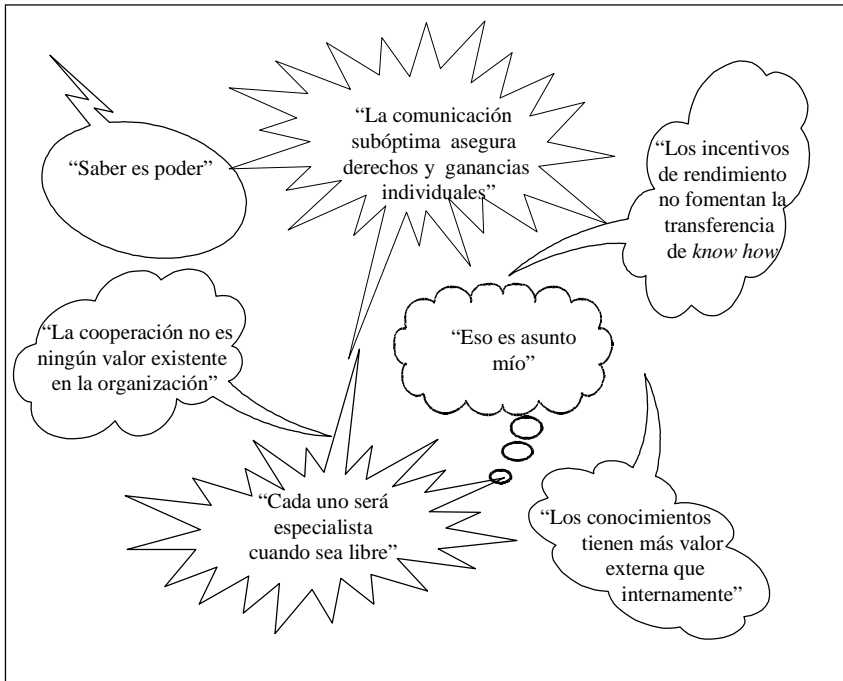 “La comunicación
subóptima asegura
derechos y ganancias
individuales”
“Saber es poder”
“Los incentivos
de rendimiento
no fomentan la
transferencia
de know how
“La cooperación no es
ningún valor existente
en la organización”
“Eso es asunto
mío”
“Cada uno será
especialista
cuando sea libre”
“Los conocimientos
tienen más valor
externa que
internamente”